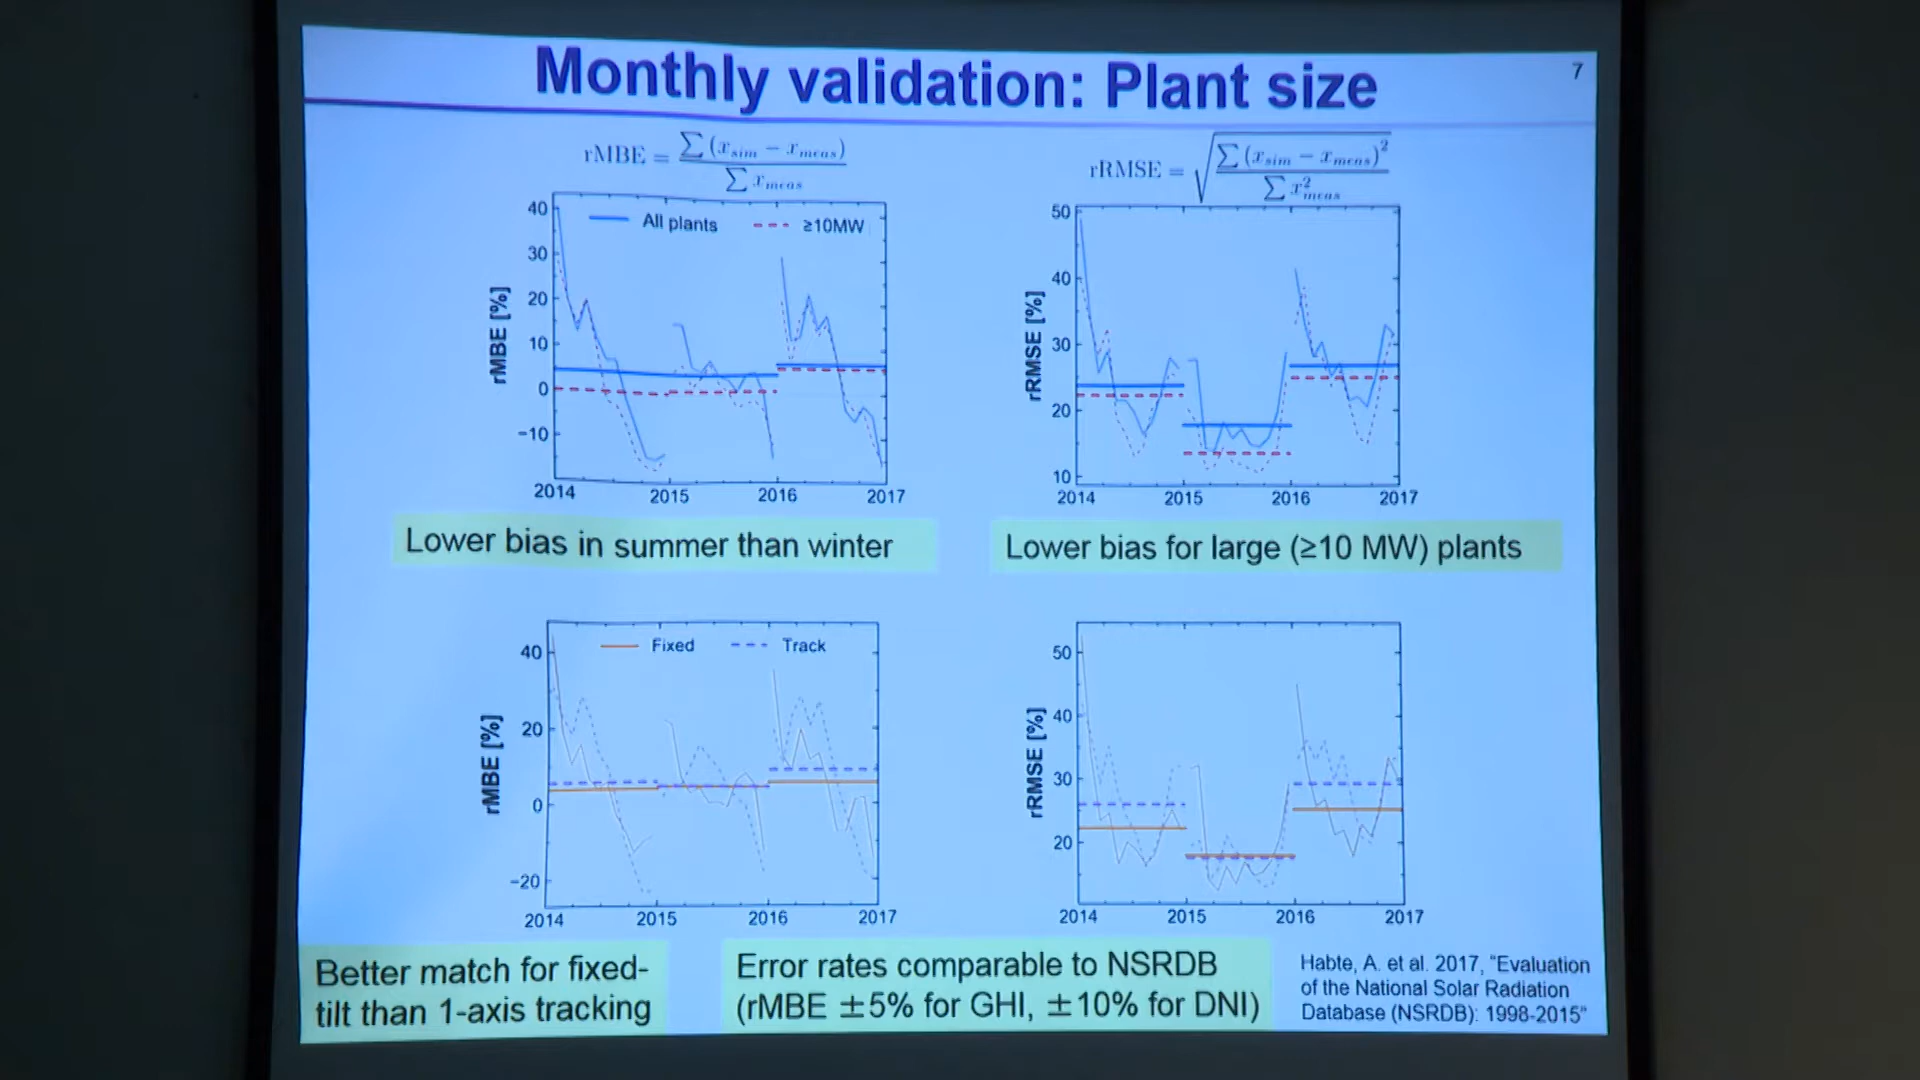 Monthly validation: Plant size
7
rMBE = ∑ (x_sim − x_meas) / ∑ x_meas
rRMSE = √(∑ (x_sim − x_meas)² / ∑ x²_meas)
All plants
≥10MW
rMBE [%]
40
30
20
10
0
−10
2014
2015
2016
2017
rRMSE [%]
50
40
30
20
10
2014
2015
2016
2017
Lower bias in summer than winter
Lower bias for large (≥10 MW) plants
Fixed
Track
rMBE [%]
40
20
0
−20
2014
2015
2016
2017
rRMSE [%]
50
40
30
20
2014
2015
2016
2017
Better match for fixed-
tilt than 1-axis tracking
Error rates comparable to NSRDB
(rMBE ±5% for GHI, ±10% for DNI)
Habte, A. et al. 2017, “Evaluation
of the National Solar Radiation
Database (NSRDB): 1998-2015”